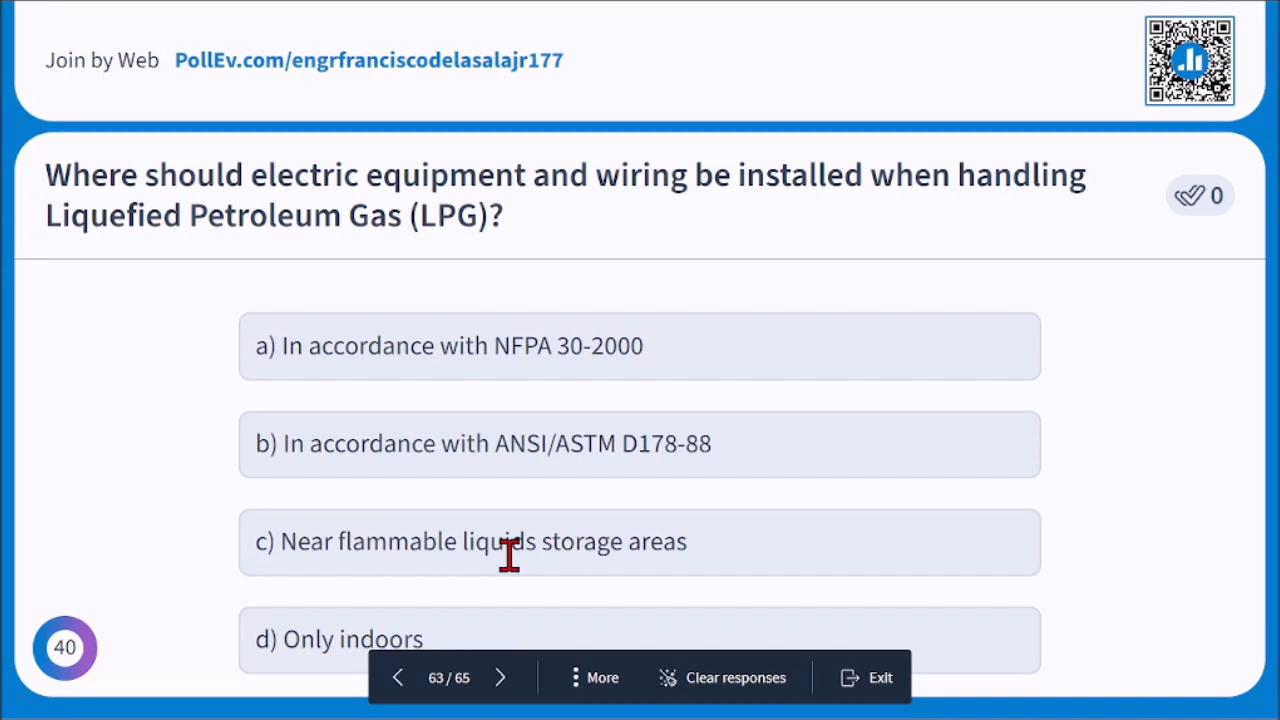 Join by Web PollEv.com/engrfranciscodelasalajr177
Where should electric equipment and wiring be installed when handling
Liquefied Petroleum Gas (LPG)?
0
a) In accordance with NFPA 30-2000
b) In accordance with ANSI/ASTM D178-88
c) Near flammable liquids storage areas
d) Only indoors
40
63 / 65
More
Clear responses
Exit